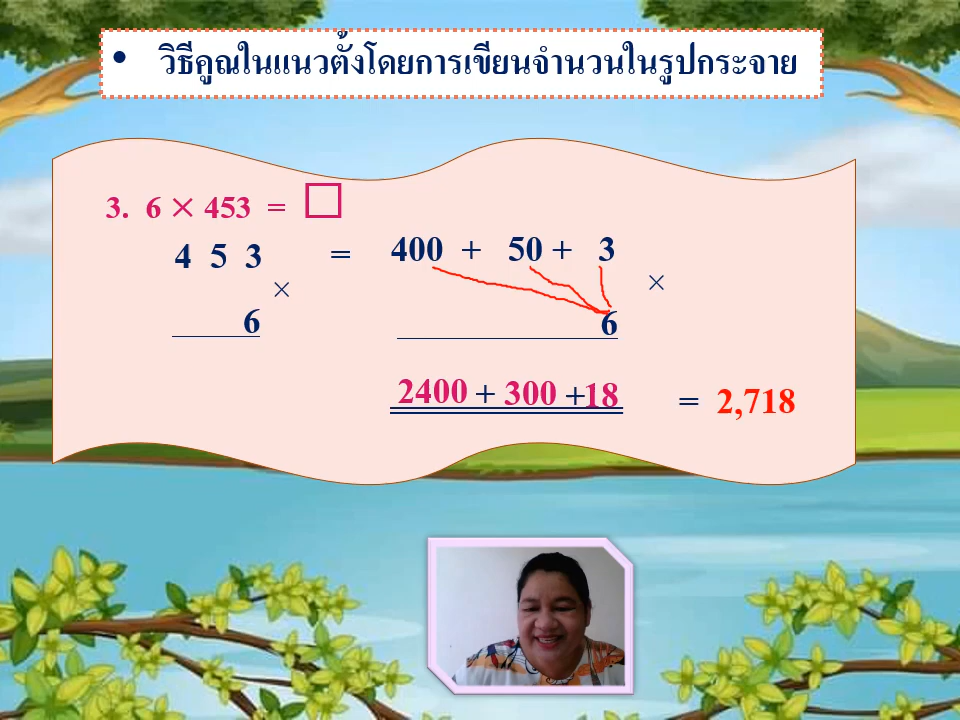 • วิธีคูณในแนวตั้งโดยการเขียนจำนวนในรูปกระจาย
3. 6 × 453 = □
4 5 3 = 400 + 50 + 3
× ×
6 6
2400 + 300 +18 = 2,718